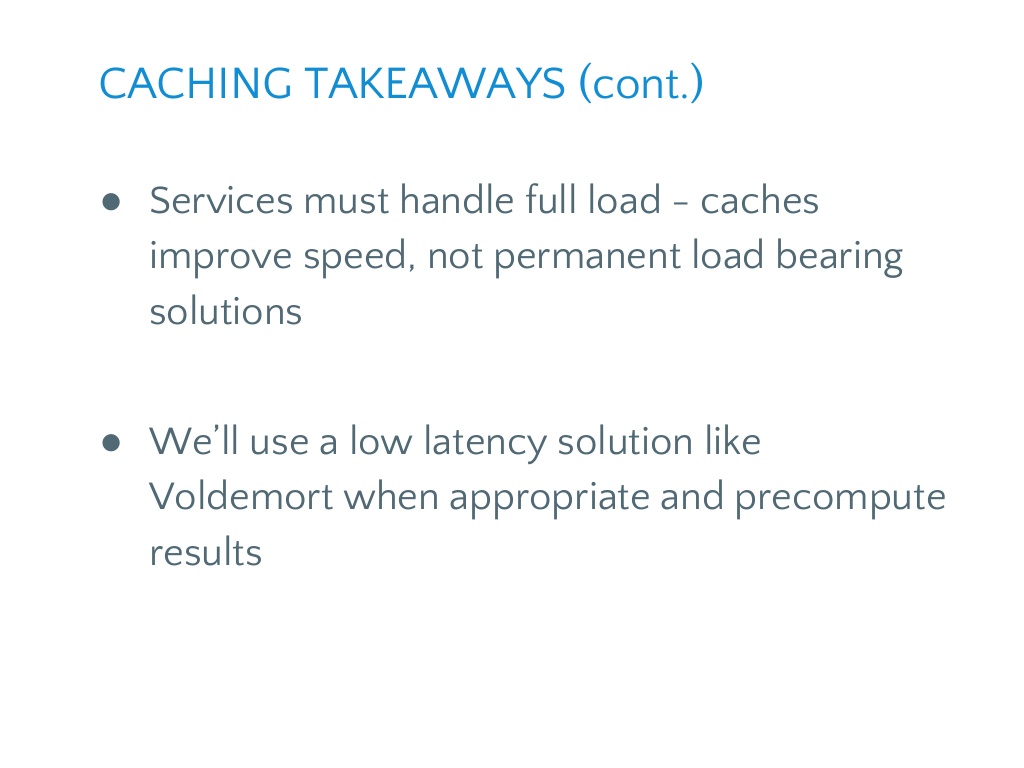 CACHING TAKEAWAYS (cont.)
● Services must handle full load – caches
improve speed, not permanent load bearing
solutions
● We’ll use a low latency solution like
Voldemort when appropriate and precompute
results